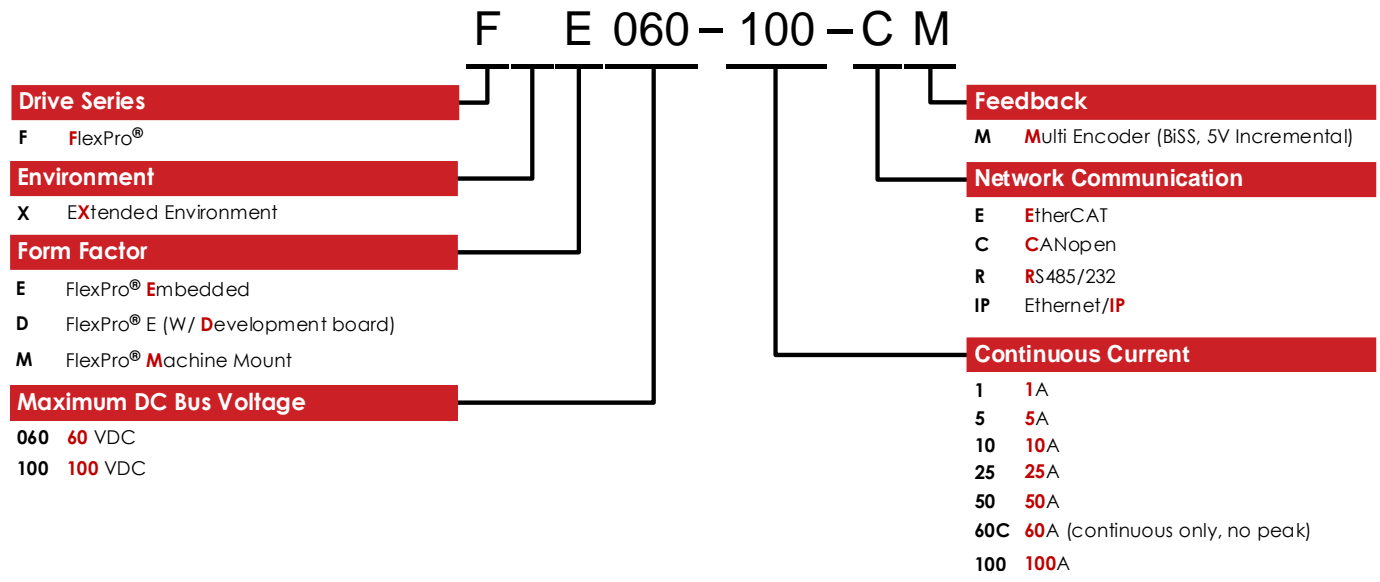 F E 060 – 100 – C M
Drive Series
F FlexPro®
Environment
X EXtended Environment
Form Factor
E FlexPro® Embedded
D FlexPro® E (W/ Development board)
M FlexPro® Machine Mount
Maximum DC Bus Voltage
060 60 VDC
100 100 VDC
Feedback
M Multi Encoder (BiSS, 5V Incremental)
Network Communication
E EtherCAT
C CANopen
R RS485/232
IP Ethernet/IP
Continuous Current
1 1A
5 5A
10 10A
25 25A
50 50A
60C 60A (continuous only, no peak)
100 100A